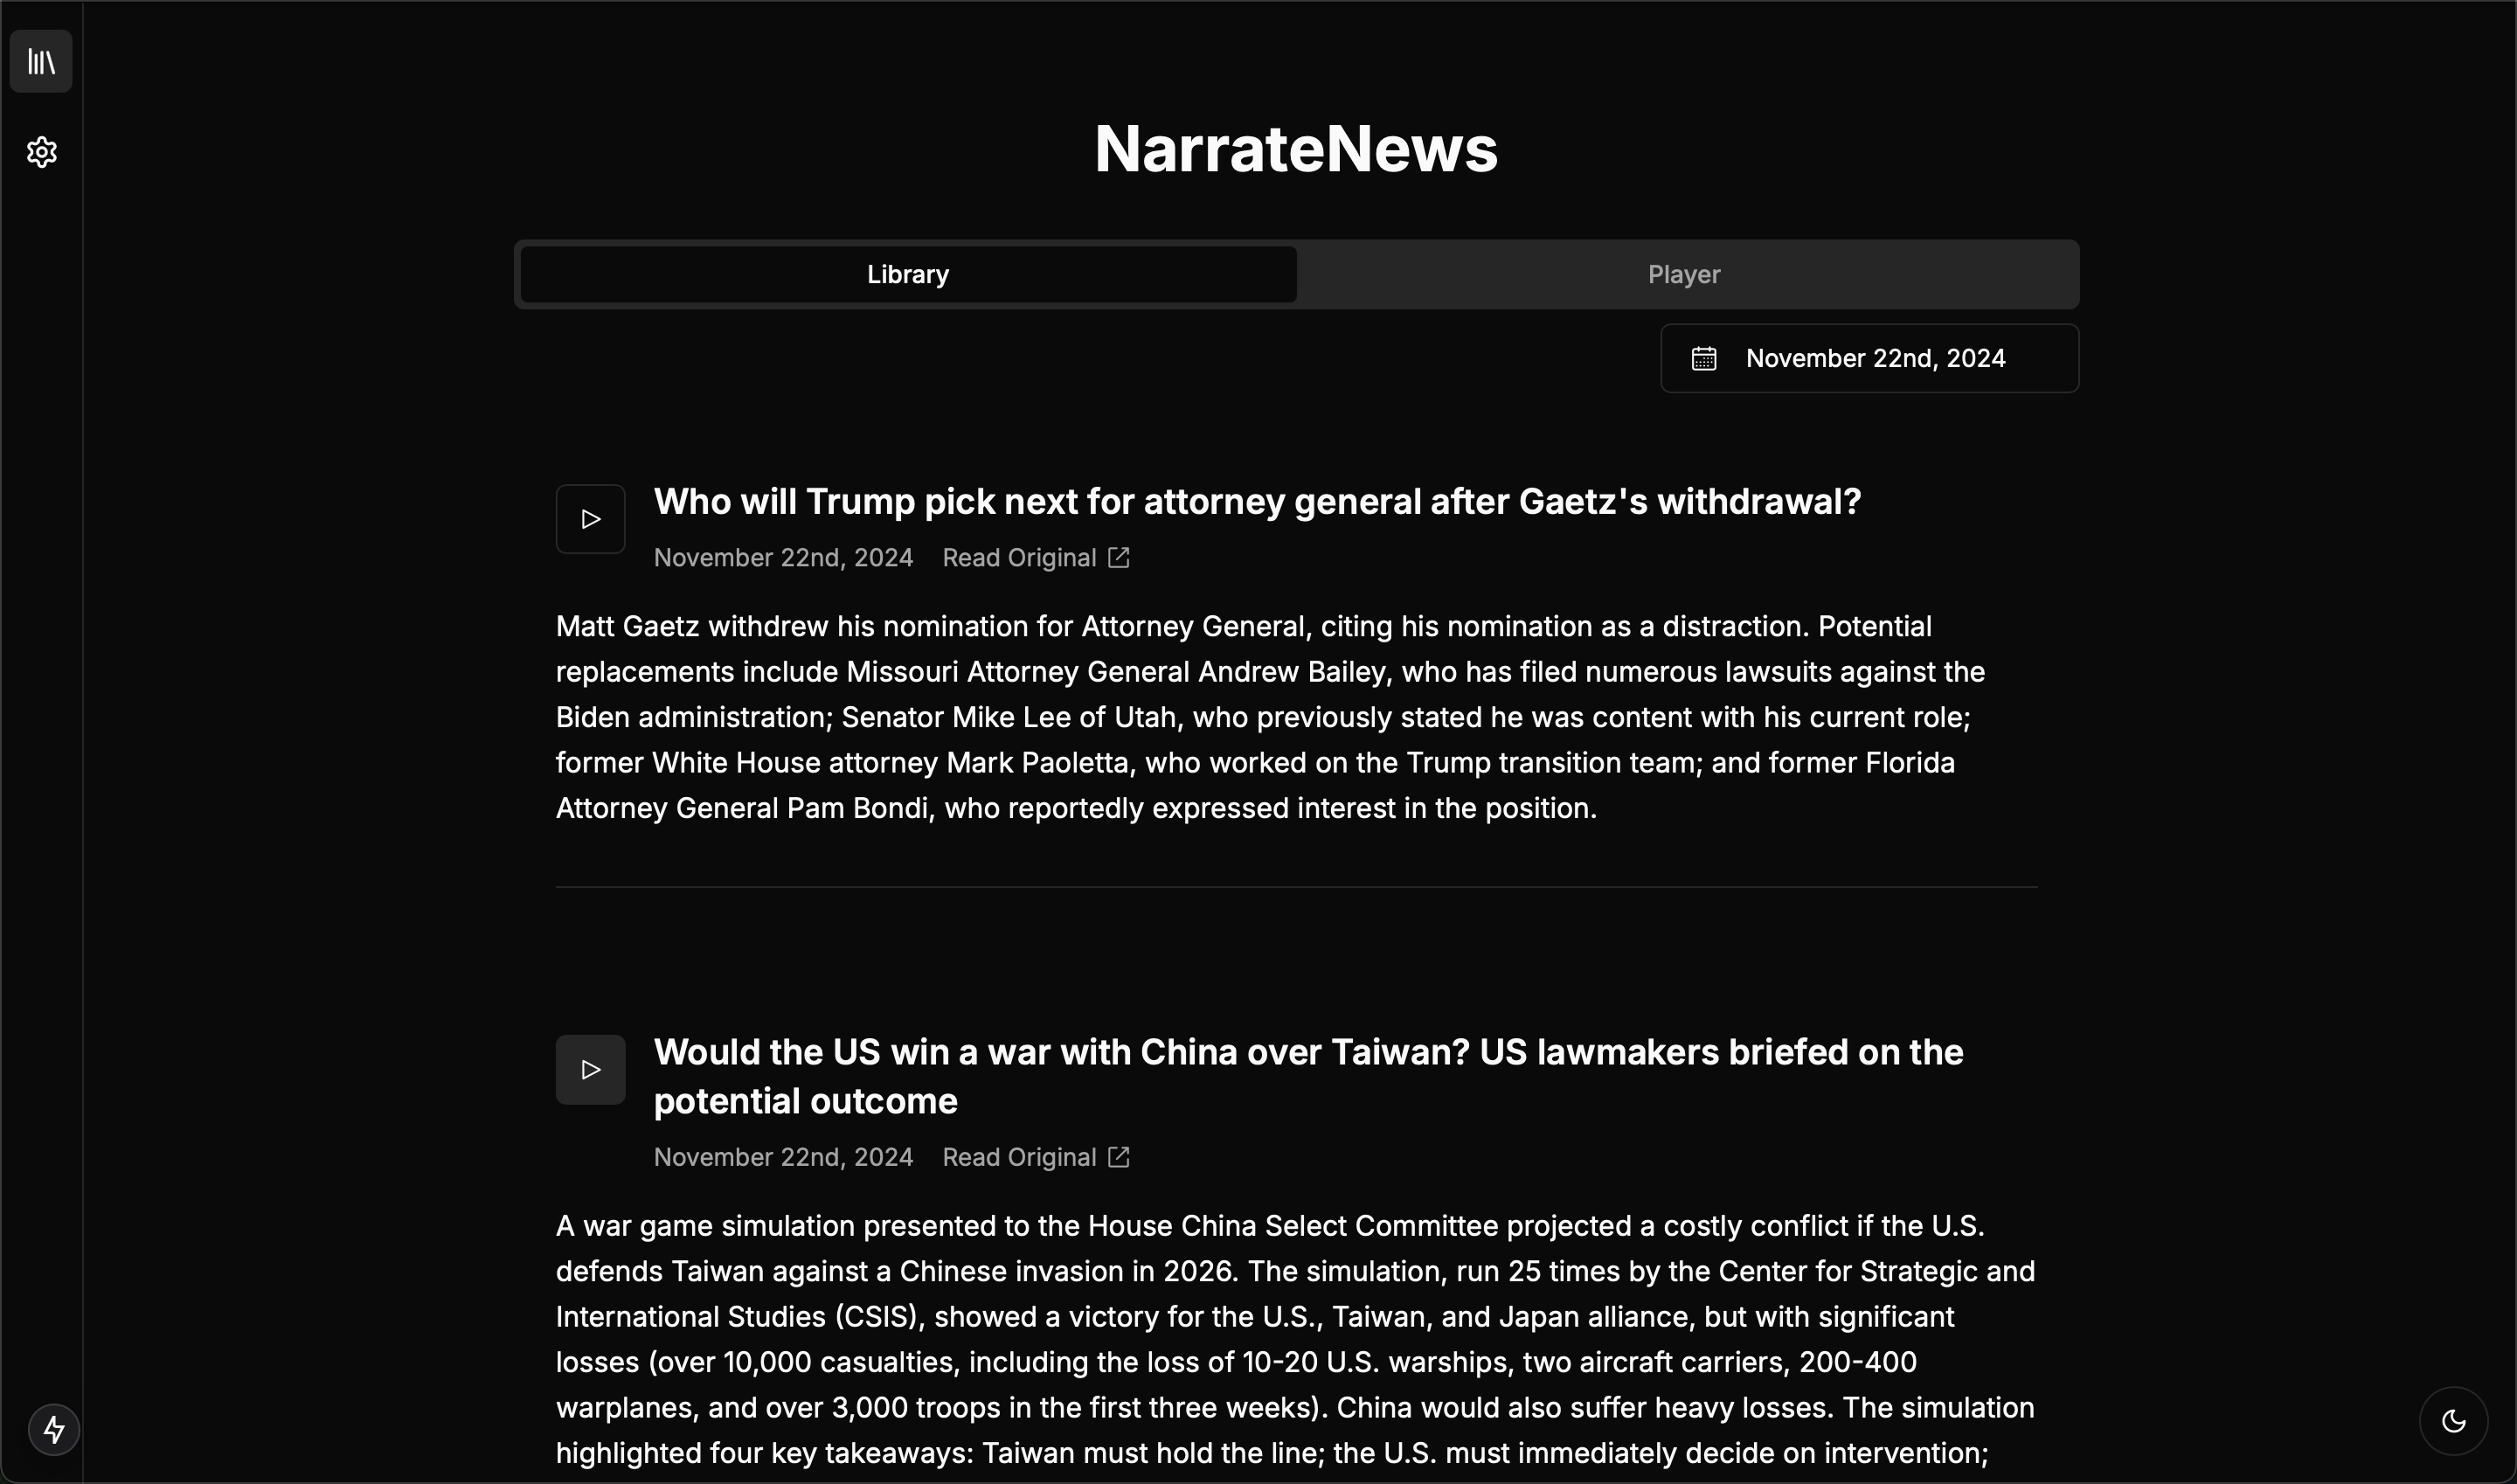 NarrateNews
Library
Player
November 22nd, 2024
Who will Trump pick next for attorney general after Gaetz's withdrawal?
November 22nd, 2024 Read Original
Matt Gaetz withdrew his nomination for Attorney General, citing his nomination as a distraction. Potential
replacements include Missouri Attorney General Andrew Bailey, who has filed numerous lawsuits against the
Biden administration; Senator Mike Lee of Utah, who previously stated he was content with his current role;
former White House attorney Mark Paoletta, who worked on the Trump transition team; and former Florida
Attorney General Pam Bondi, who reportedly expressed interest in the position.
Would the US win a war with China over Taiwan? US lawmakers briefed on the
potential outcome
November 22nd, 2024 Read Original
A war game simulation presented to the House China Select Committee projected a costly conflict if the U.S.
defends Taiwan against a Chinese invasion in 2026. The simulation, run 25 times by the Center for Strategic and
International Studies (CSIS), showed a victory for the U.S., Taiwan, and Japan alliance, but with significant
losses (over 10,000 casualties, including the loss of 10-20 U.S. warships, two aircraft carriers, 200-400
warplanes, and over 3,000 troops in the first three weeks). China would also suffer heavy losses. The simulation
highlighted four key takeaways: Taiwan must hold the line; the U.S. must immediately decide on intervention;